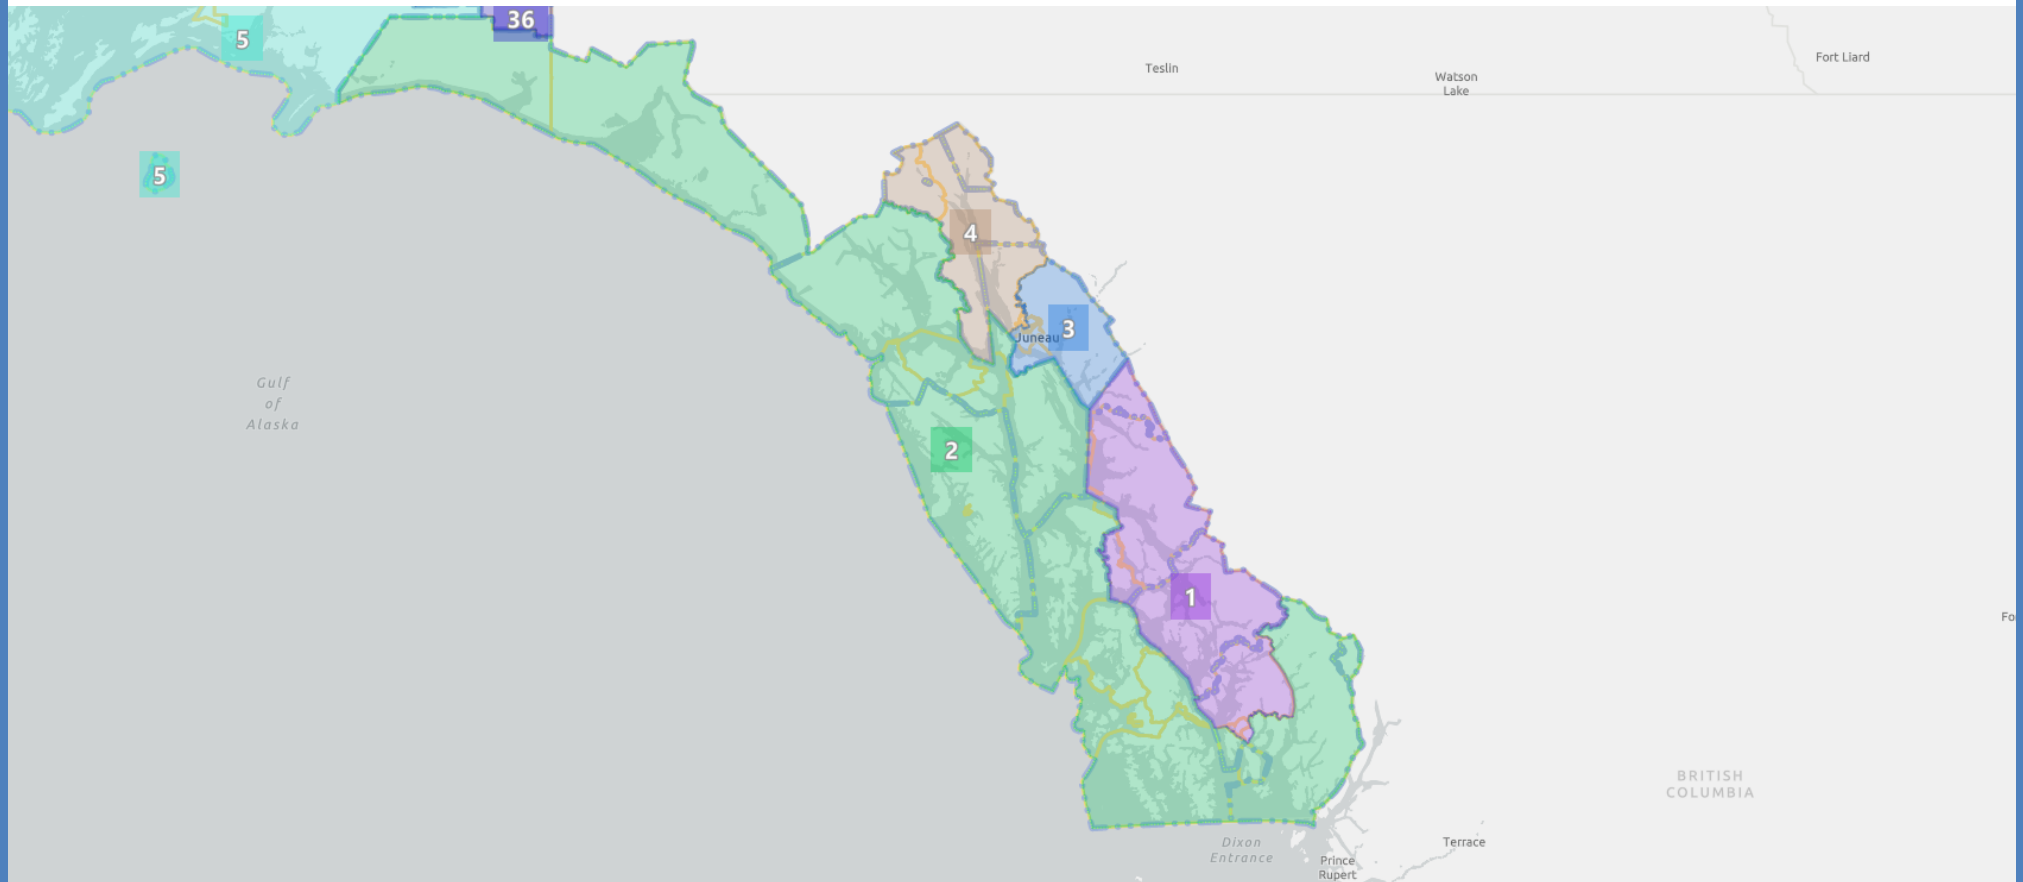 36
5
Teslin
Fort Liard
Watson
Lake
5
4
3
Juneau
Gulf
of
Alaska
2
1
Fo
BRITISH
COLUMBIA
Dixon
Entrance
Terrace
Prince
Rupert